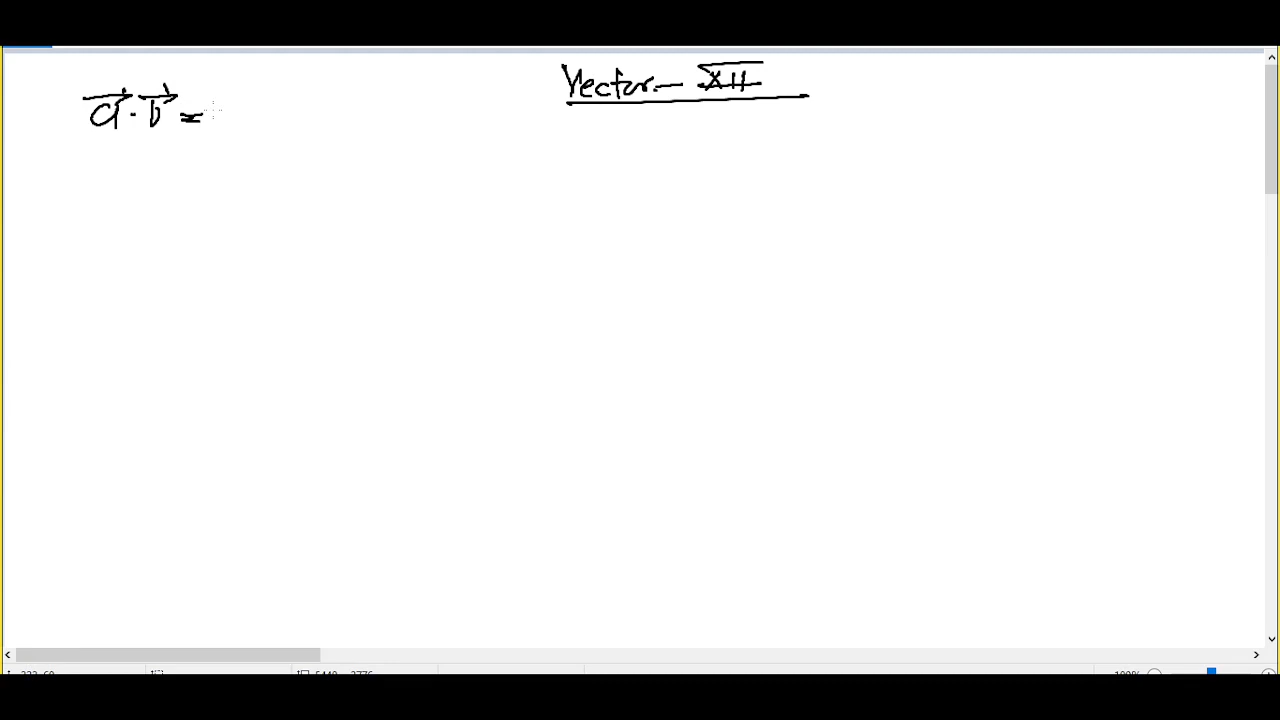 Vector - XII
a⃗ · b⃗ =